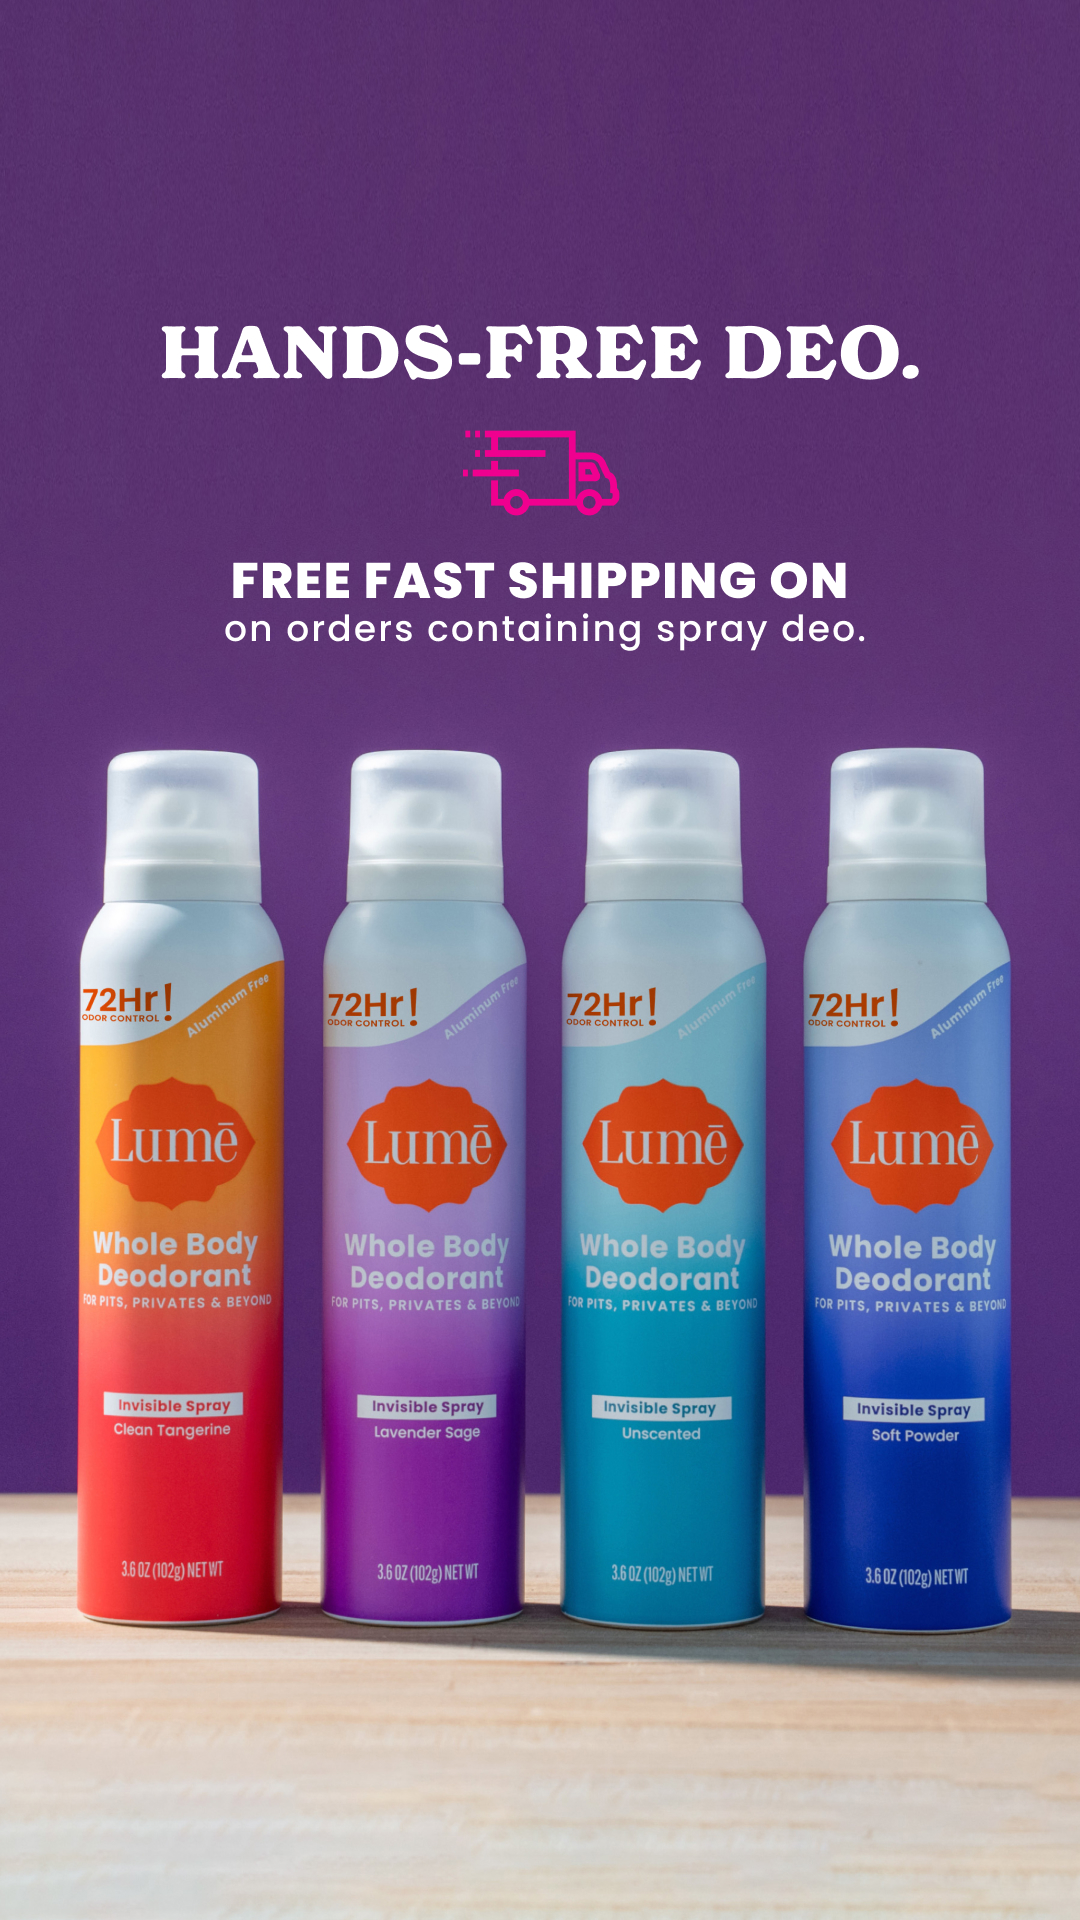 HANDS-FREE DEO.
FREE FAST SHIPPING ON
on orders containing spray deo.
72Hr!
ODOR CONTROL
Aluminum Free
Lumē
Whole Body
Deodorant
FOR PITS, PRIVATES & BEYOND
Invisible Spray
Clean Tangerine
3.6 OZ (102g) NET WT
72Hr!
ODOR CONTROL
Aluminum Free
Lumē
Whole Body
Deodorant
FOR PITS, PRIVATES & BEYOND
Invisible Spray
Lavender Sage
3.6 OZ (102g) NET WT
72Hr!
ODOR CONTROL
Aluminum Free
Lumē
Whole Body
Deodorant
FOR PITS, PRIVATES & BEYOND
Invisible Spray
Unscented
3.6 OZ (102g) NET WT
72Hr!
ODOR CONTROL
Aluminum Free
Lumē
Whole Body
Deodorant
FOR PITS, PRIVATES & BEYOND
Invisible Spray
Soft Powder
3.6 OZ (102g) NET WT